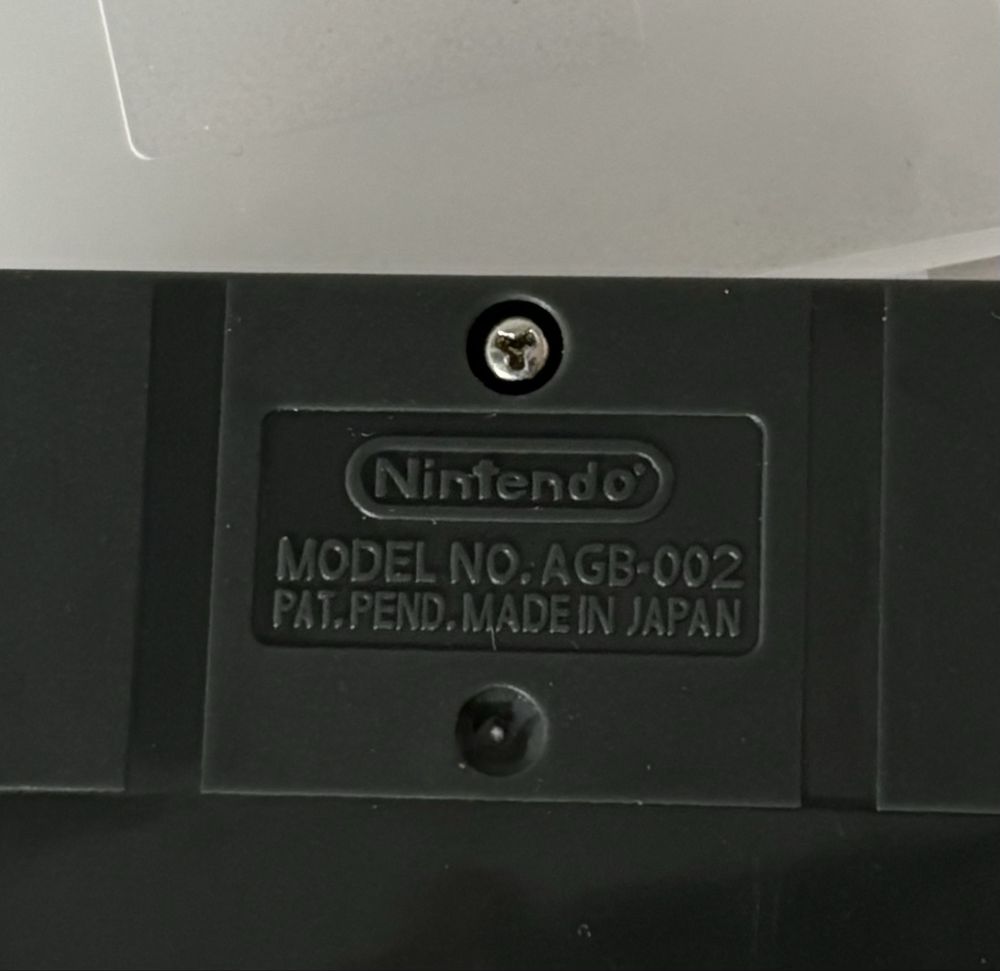 Nintendo
MODEL NO. AGB-002
PAT. PEND. MADE IN JAPAN